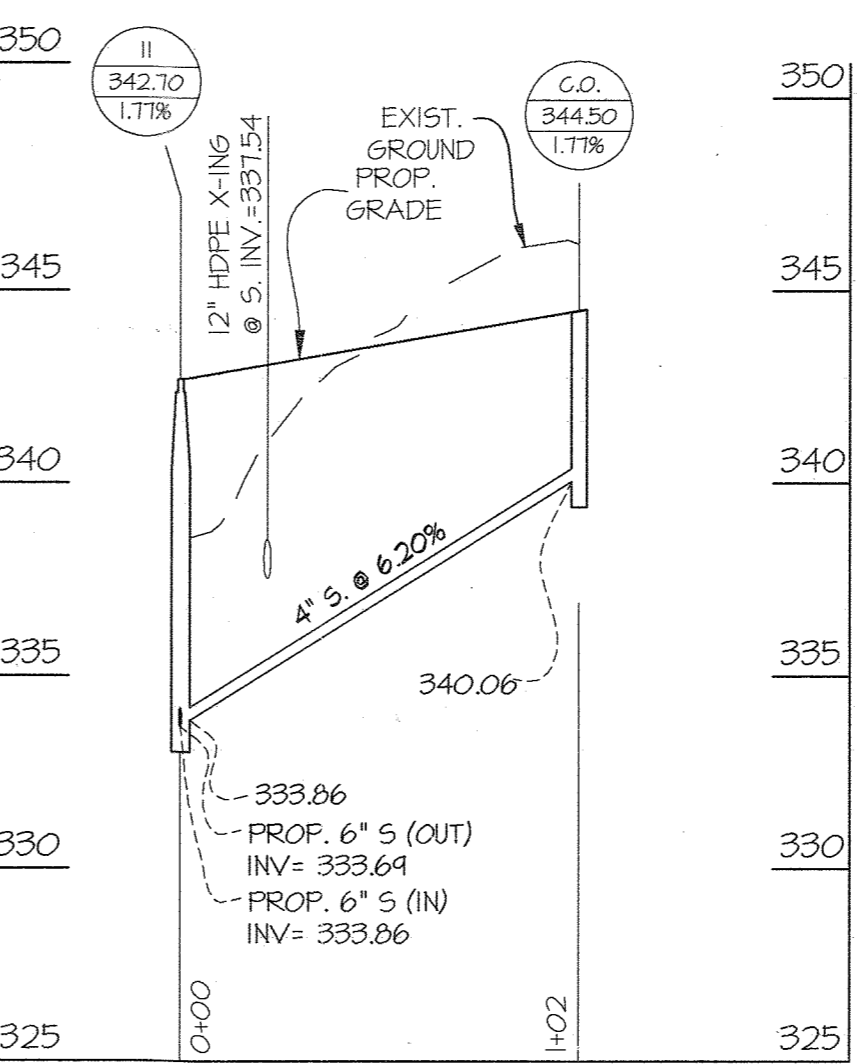 350
11
342.70
1.77%
C.O.
344.50
1.77%
350
12" HDPE X-ING
@ S. INV.=337.54
EXIST.
GROUND
PROP.
GRADE
345
345
340
340
4" S. @ 6.20%
335
335
340.06
333.86
PROP. 6" S (OUT)
INV= 333.69
PROP. 6" S (IN)
INV= 333.86
330
330
0+00
1+02
325
325